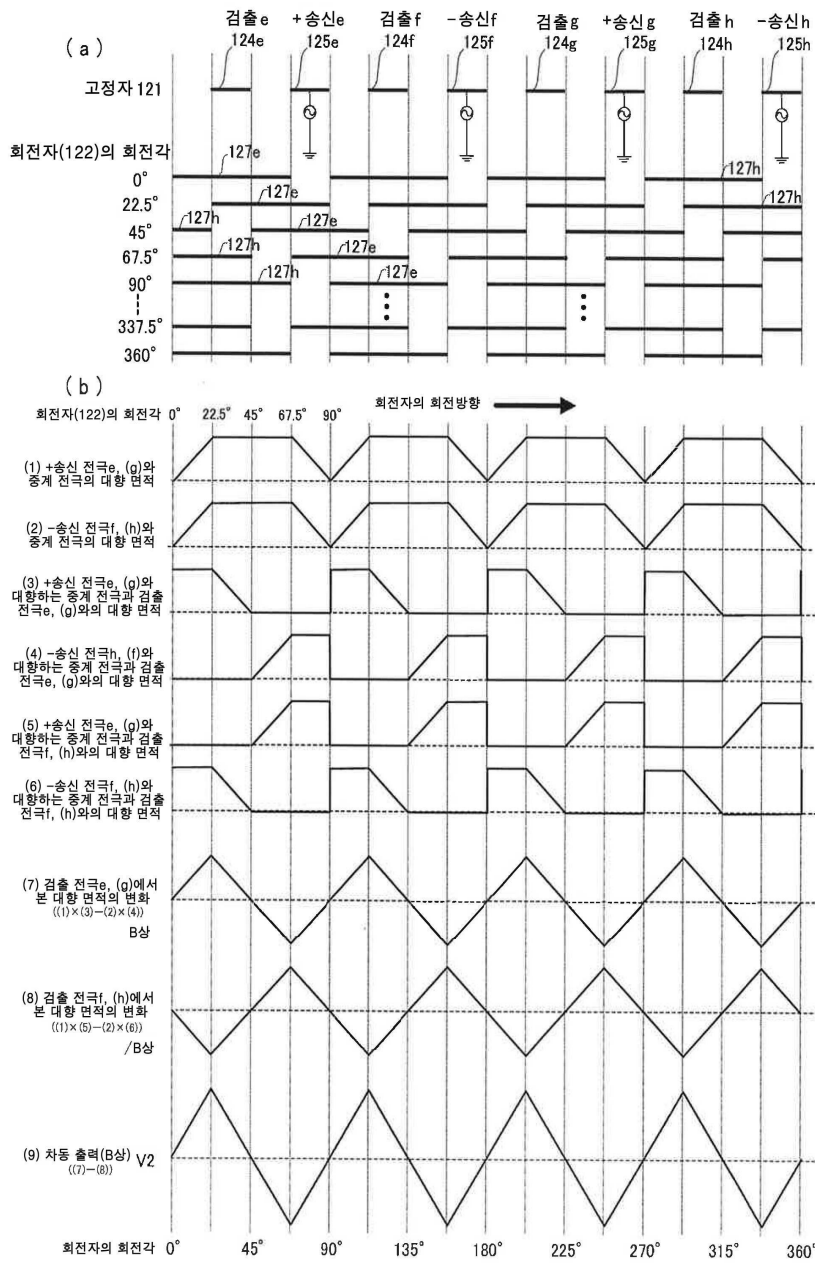 (a)
검출e +송신e 검출f -송신f 검출g +송신g 검출h -송신h
124e 125e 124f 125f 124g 125g 124h 125h
고정자121
회전자(122)의 회전각
127e 127h
0°
127e 127h
22.5°
127h 127e
45°
127h 127e
67.5°
127h 127e
90°
337.5°
360°
(b)
회전자(122)의 회전각 0° 22.5° 45° 67.5° 90° 회전자의 회전방향
(1) +송신 전극e, (g)와
중계 전극의 대향 면적
(2) -송신 전극f, (h)와
중계 전극의 대향 면적
(3) +송신 전극e, (g)와
대향하는 중계 전극과 검출
전극e, (g)와의 대향 면적
(4) -송신 전극h, (f)와
대향하는 중계 전극과 검출
전극e, (g)와의 대향 면적
(5) +송신 전극e, (g)와
대향하는 중계 전극과 검출
전극f, (h)와의 대향 면적
(6) -송신 전극f, (h)와
대향하는 중계 전극과 검출
전극f, (h)와의 대향 면적
(7) 검출 전극e, (g)에서
본 대향 면적의 변화
((1)×(3)-(2)×(4))
B상
(8) 검출 전극f, (h)에서
본 대향 면적의 변화
((1)×(5)-(2)×(6))
/B상
(9) 차동 출력(B상) V2
((7)-(8))
회전자의 회전각 0° 45° 90° 135° 180° 225° 270° 315° 360°